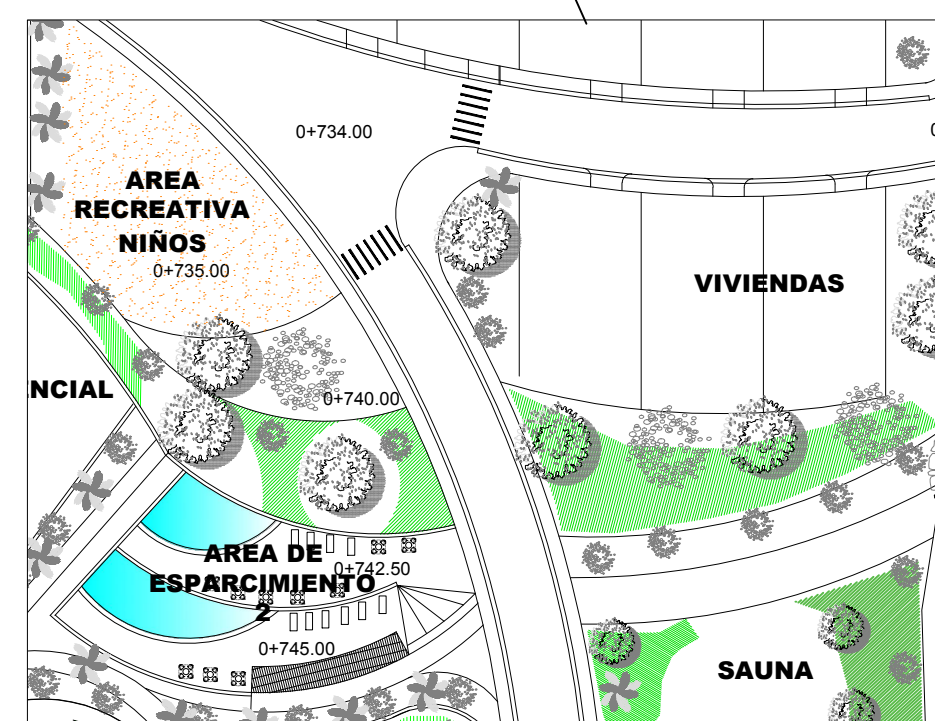 0+734.00
AREA
RECREATIVA
NIÑOS
0+735.00
VIVIENDAS
ENCIAL
0+740.00
AREA DE
0+742.50
ESPARCIMIENTO
2
0+745.00
SAUNA